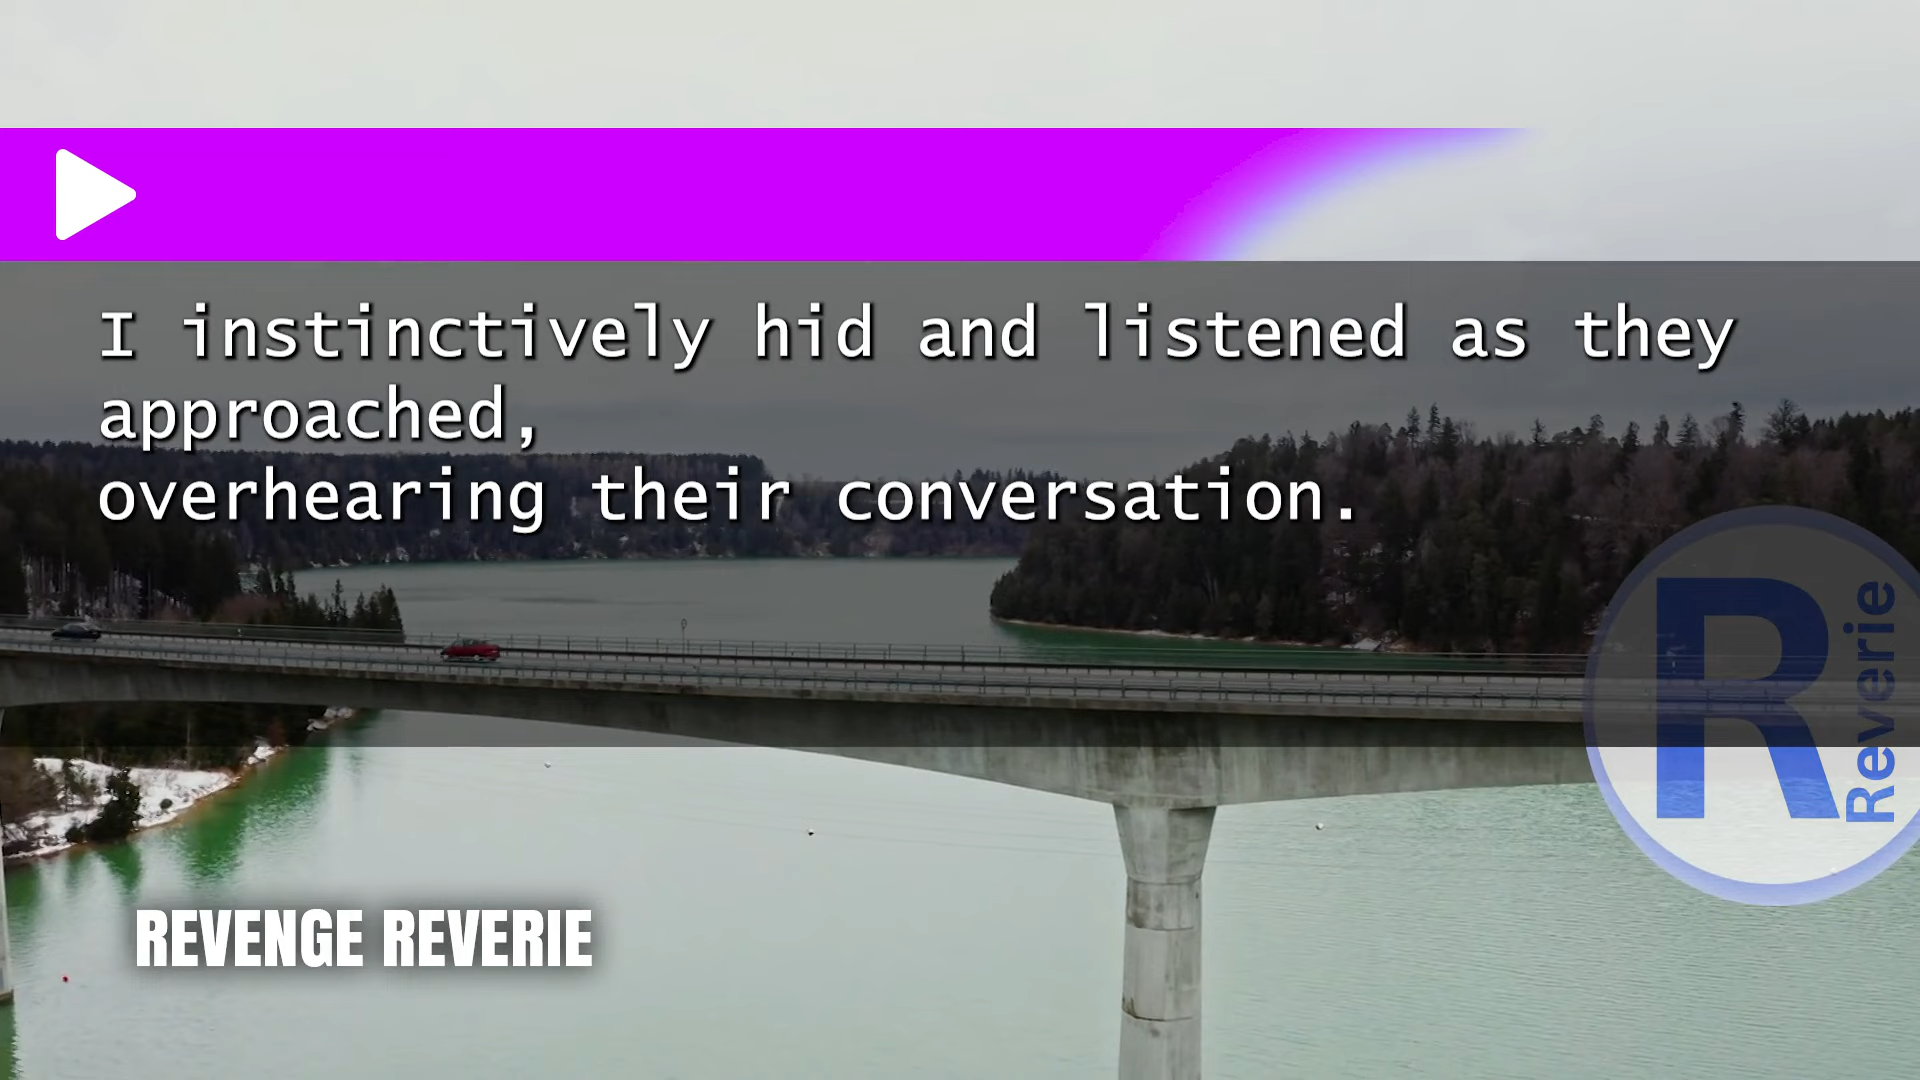 I instinctively hid and listened as they
approached,
overhearing their conversation.
R
Reverie
REVENGE REVERIE